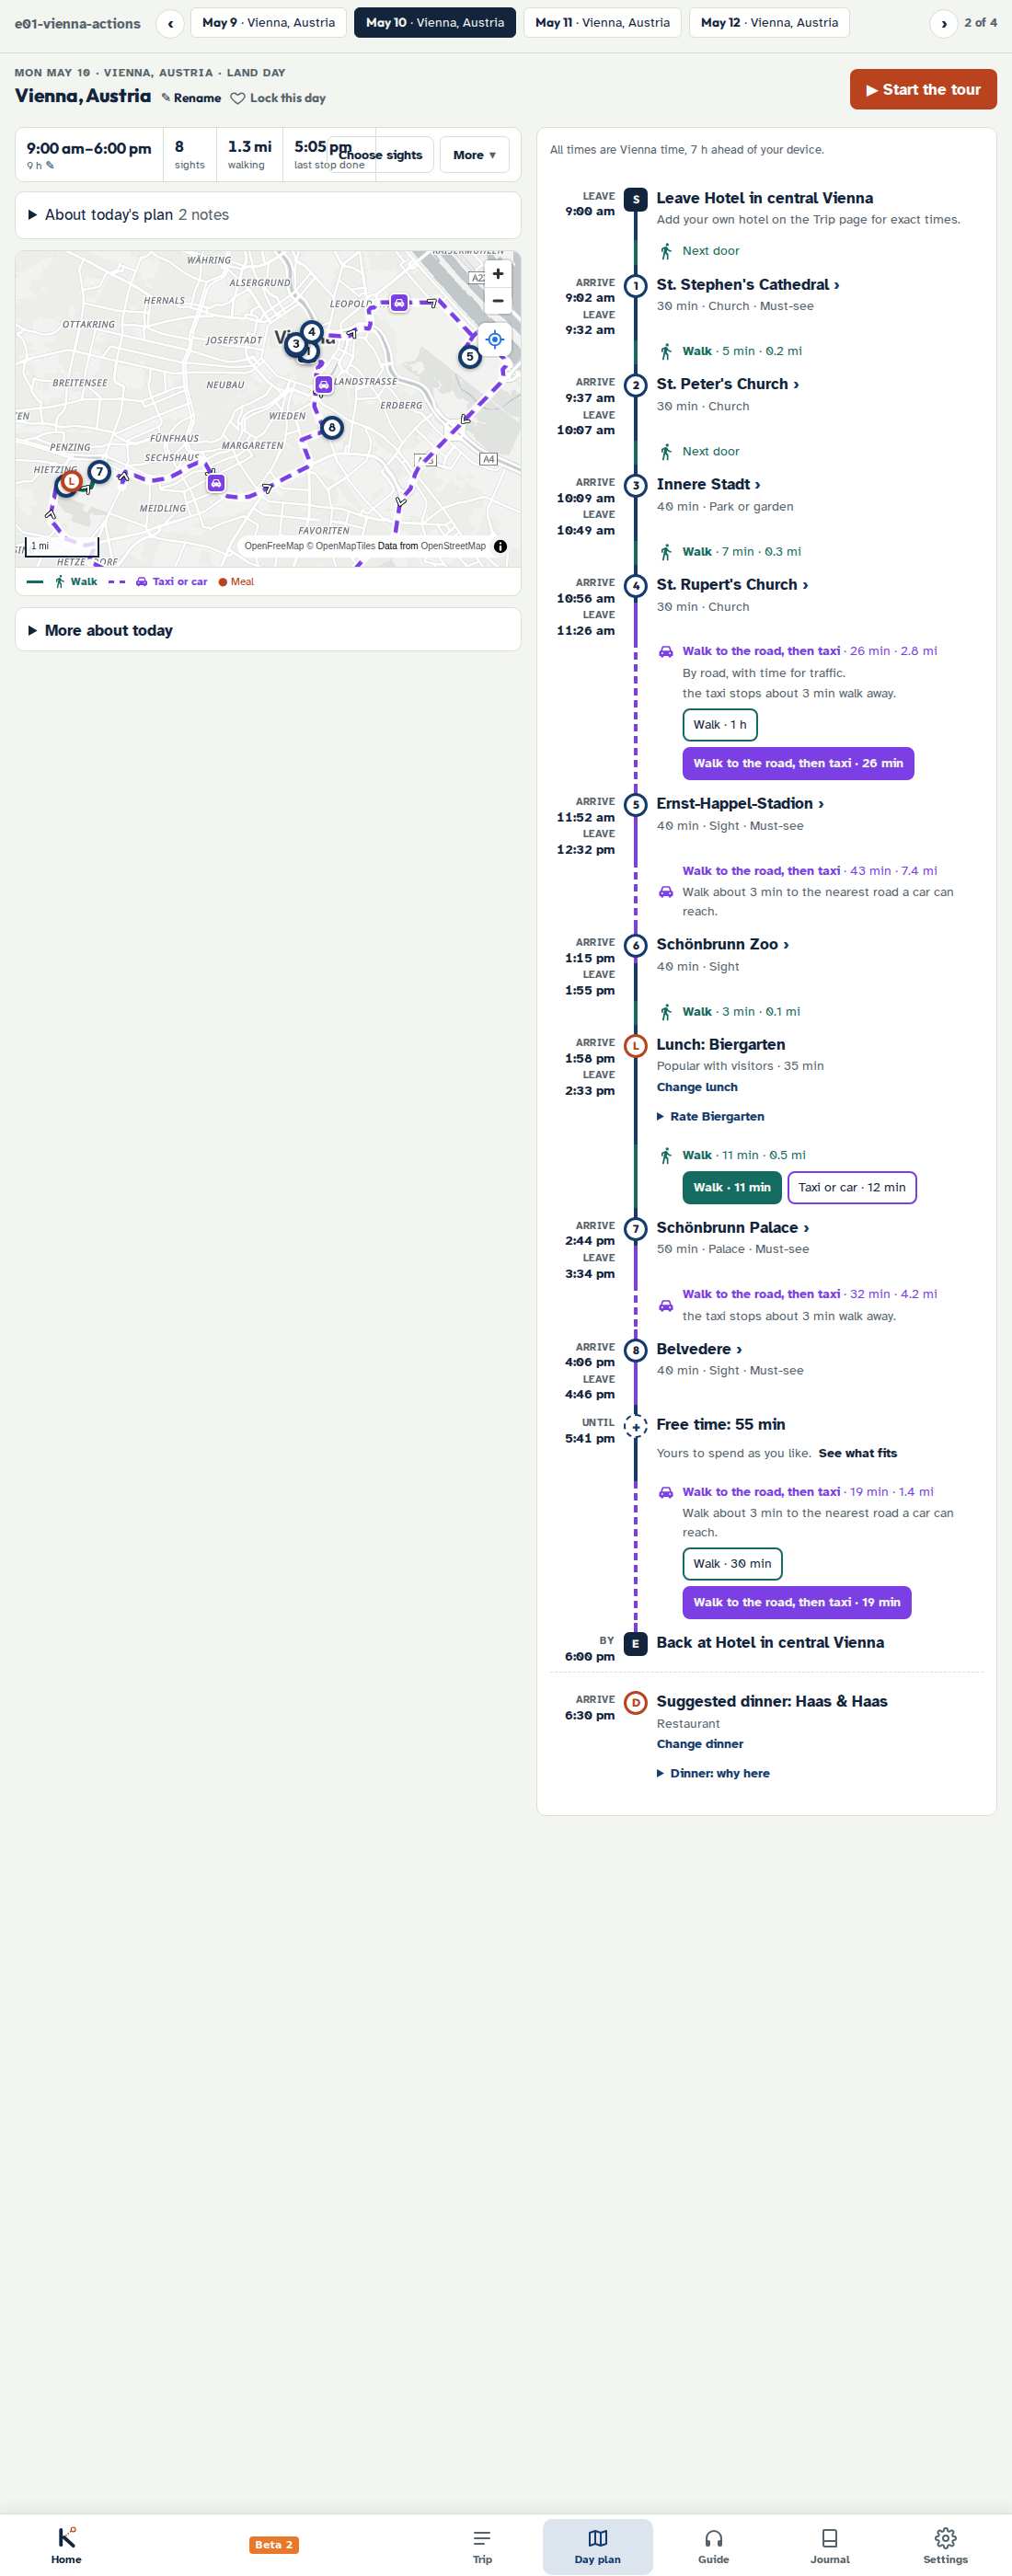 e01-vienna-actions
‹
May 9 · Vienna, Austria
May 10 · Vienna, Austria
May 11 · Vienna, Austria
May 12 · Vienna, Austria
›
2 of 4
MON MAY 10 · VIENNA, AUSTRIA · LAND DAY
Vienna, Austria ✎ Rename Lock this day
▶ Start the tour
9:00 am–6:00 pm
9 h ✎
8
sights
1.3 mi
walking
5:05 pm
last stop done
Choose sights
More ▾
▶ About today's plan 2 notes
WÄHRING
ALSERGRUND
HERNALS
LEOPOLD
OTTAKRING
JOSEFSTADT
BREITENSEE
NEUBAU
LANDSTRASSE
ERDBERG
WIEDEN
FÜNFHAUS
PENZING
SECHSHAUS
MARGARETEN
HIETZING
MEIDLING
FAVORITEN
A4
4
3
5
8
7
L
+
−
1 mi
OpenFreeMap © OpenMapTiles Data from OpenStreetMap
Walk
Taxi or car
Meal
▶ More about today
All times are Vienna time, 7 h ahead of your device.
LEAVE
9:00 am
S
Leave Hotel in central Vienna
Add your own hotel on the Trip page for exact times.
Next door
ARRIVE
9:02 am
LEAVE
9:32 am
1
St. Stephen's Cathedral ›
30 min · Church · Must-see
Walk · 5 min · 0.2 mi
ARRIVE
9:37 am
LEAVE
10:07 am
2
St. Peter's Church ›
30 min · Church
Next door
ARRIVE
10:09 am
LEAVE
10:49 am
3
Innere Stadt ›
40 min · Park or garden
Walk · 7 min · 0.3 mi
ARRIVE
10:56 am
LEAVE
11:26 am
4
St. Rupert's Church ›
30 min · Church
Walk to the road, then taxi · 26 min · 2.8 mi
By road, with time for traffic.
the taxi stops about 3 min walk away.
Walk · 1 h
Walk to the road, then taxi · 26 min
ARRIVE
11:52 am
LEAVE
12:32 pm
5
Ernst-Happel-Stadion ›
40 min · Sight · Must-see
Walk to the road, then taxi · 43 min · 7.4 mi
Walk about 3 min to the nearest road a car can
reach.
ARRIVE
1:15 pm
LEAVE
1:55 pm
6
Schönbrunn Zoo ›
40 min · Sight
Walk · 3 min · 0.1 mi
ARRIVE
1:58 pm
LEAVE
2:33 pm
L
Lunch: Biergarten
Popular with visitors · 35 min
Change lunch
▶ Rate Biergarten
Walk · 11 min · 0.5 mi
Walk · 11 min
Taxi or car · 12 min
ARRIVE
2:44 pm
LEAVE
3:34 pm
7
Schönbrunn Palace ›
50 min · Palace · Must-see
Walk to the road, then taxi · 32 min · 4.2 mi
the taxi stops about 3 min walk away.
ARRIVE
4:06 pm
LEAVE
4:46 pm
8
Belvedere ›
40 min · Sight · Must-see
UNTIL
5:41 pm
+
Free time: 55 min
Yours to spend as you like. See what fits
Walk to the road, then taxi · 19 min · 1.4 mi
Walk about 3 min to the nearest road a car can
reach.
Walk · 30 min
Walk to the road, then taxi · 19 min
BY
6:00 pm
E
Back at Hotel in central Vienna
ARRIVE
6:30 pm
D
Suggested dinner: Haas & Haas
Restaurant
Change dinner
▶ Dinner: why here
Home
Beta 2
Trip
Day plan
Guide
Journal
Settings